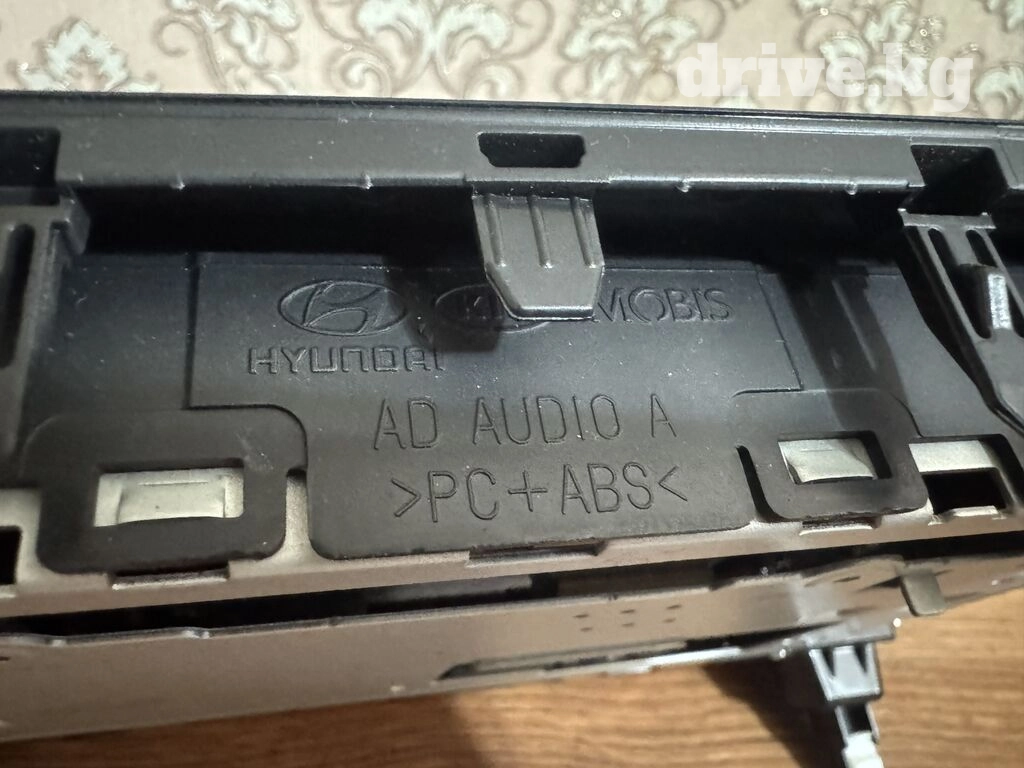 drive.kg
HYUNDAI MOBIS
AD AUDIO A
>PC+ABS<